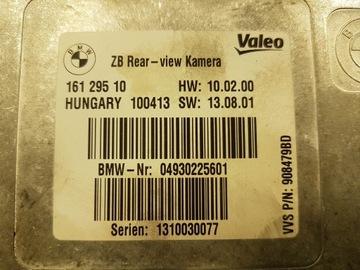 BMW
Valeo
ZB Rear-view Kamera
161 295 10 HW: 10.02.00
HUNGARY 100413 SW: 13.08.01
BMW-Nr: 04930225601
Serien: 1310030077
VVS P/N: 908479BD